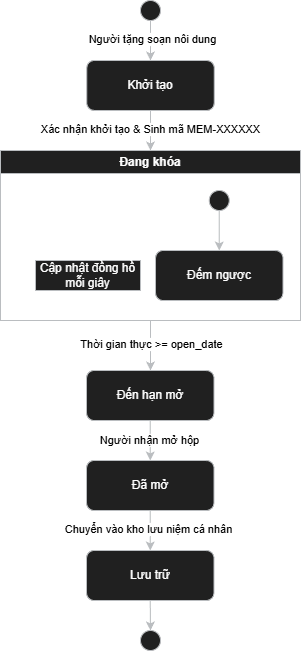 Người tặng soạn nôi dung
Khởi tạo
Xác nhận khởi tạo & Sinh mã MEM-XXXXXX
Đang khóa
Cập nhật đồng hồ
mỗi giây
Đếm ngược
Thời gian thực >= open_date
Đến hạn mở
Người nhận mở hộp
Đã mở
Chuyển vào kho lưu niệm cá nhân
Lưu trữ